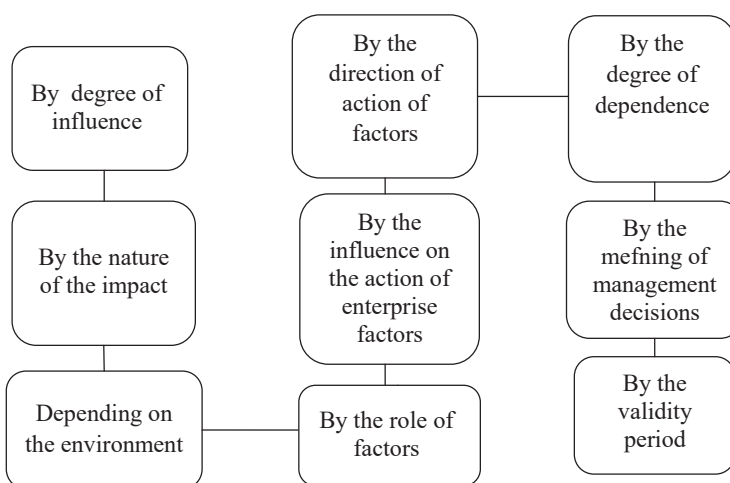 By degree of
influence
By the nature
of the impact
Depending on
the environment
By the role of
factors
By the
influence on
the action of
enterprise
factors
By the
direction of
action of
factors
By the
degree of
dependence
By the
mefning of
management
decisions
By the
validity
period